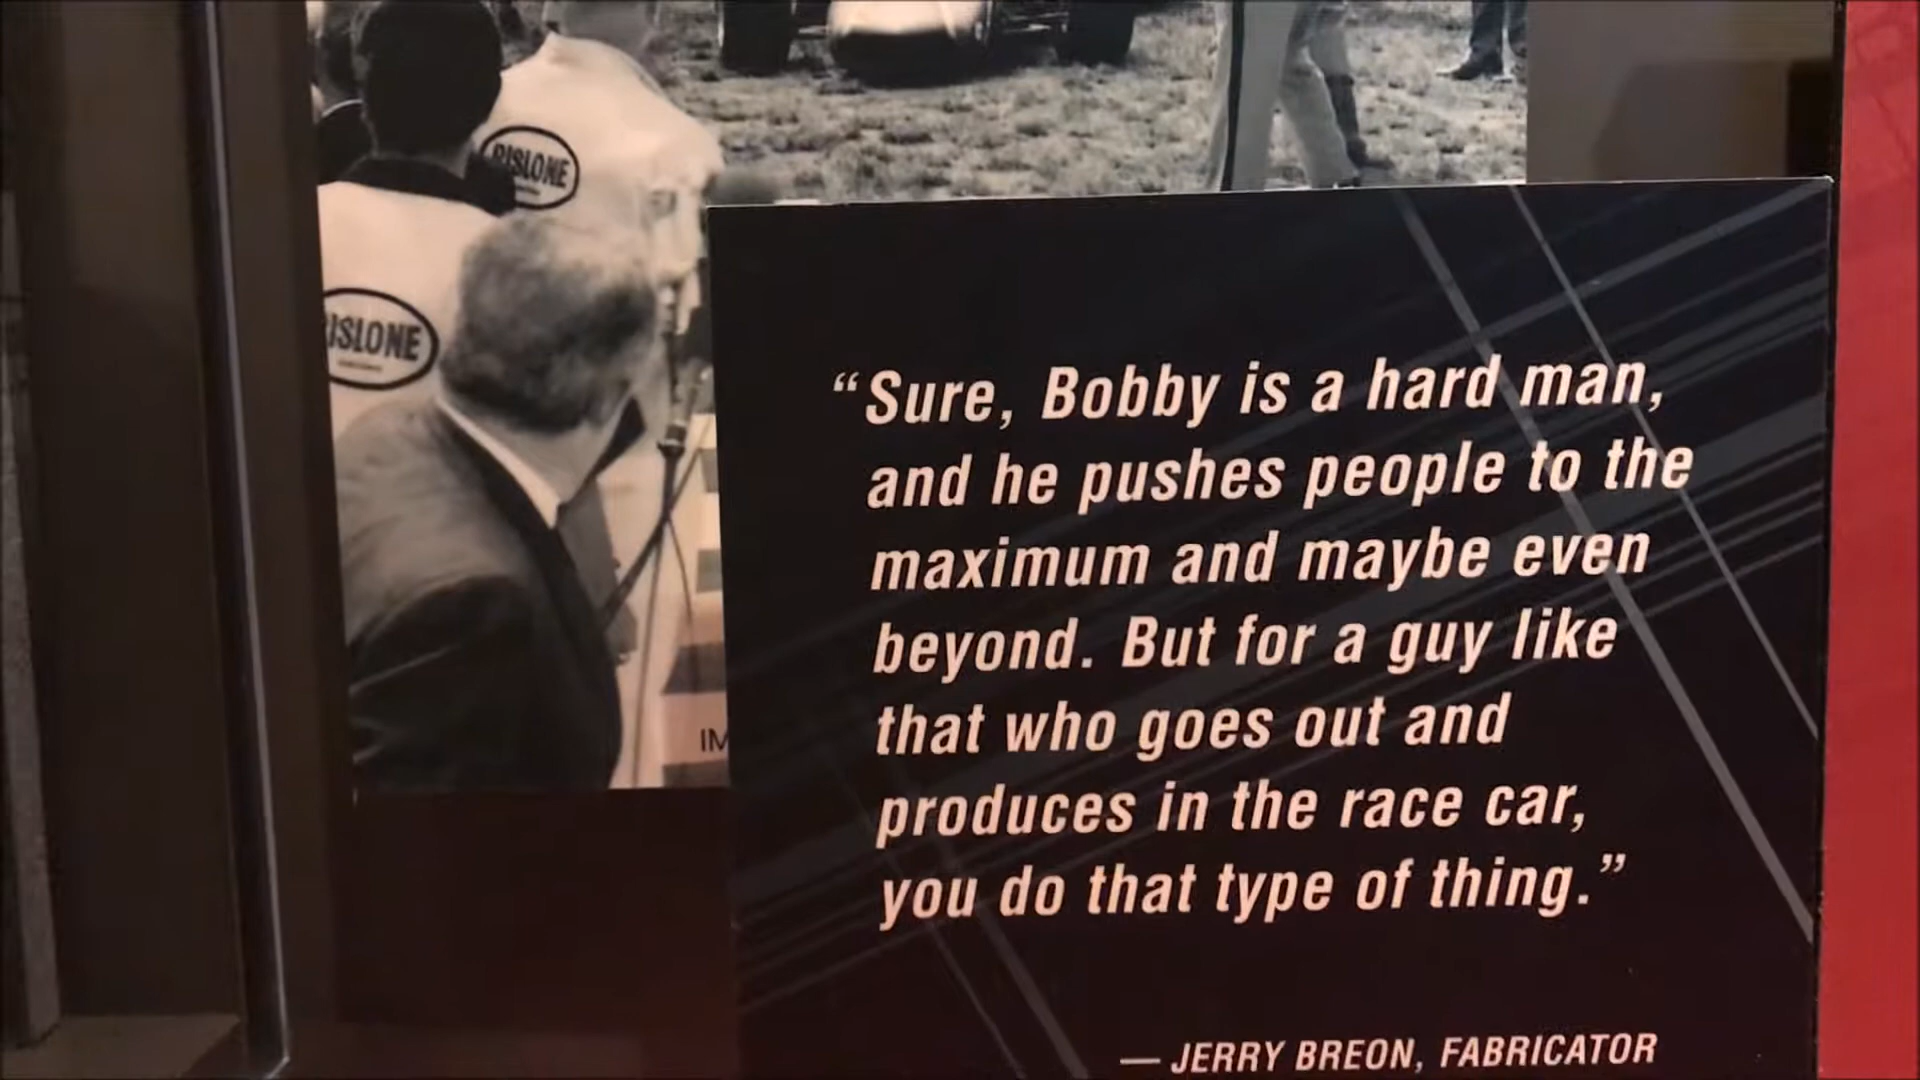 RISLONE
ISLONE
IM
“Sure, Bobby is a hard man,
and he pushes people to the
maximum and maybe even
beyond. But for a guy like
that who goes out and
produces in the race car,
you do that type of thing.”
— JERRY BREON, FABRICATOR